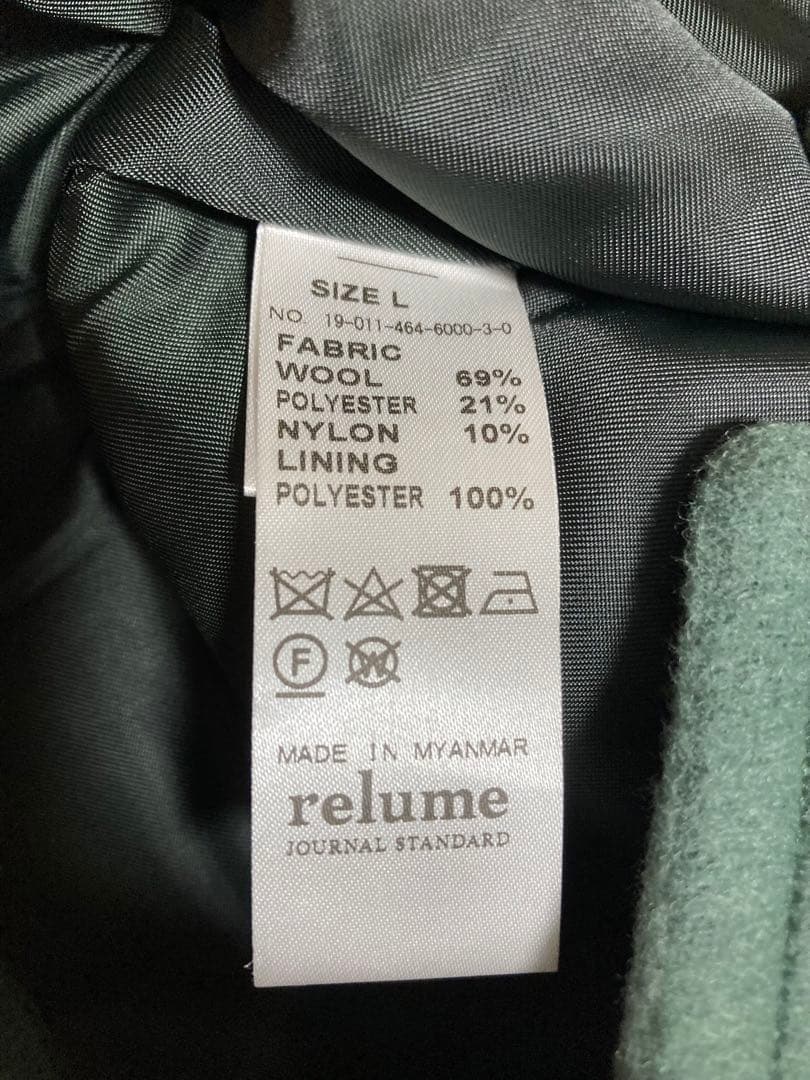 SIZE L
NO. 19-011-464-6000-3-0
FABRIC
WOOL 69%
POLYESTER 21%
NYLON 10%
LINING
POLYESTER 100%
F W
MADE IN MYANMAR
relume
JOURNAL STANDARD